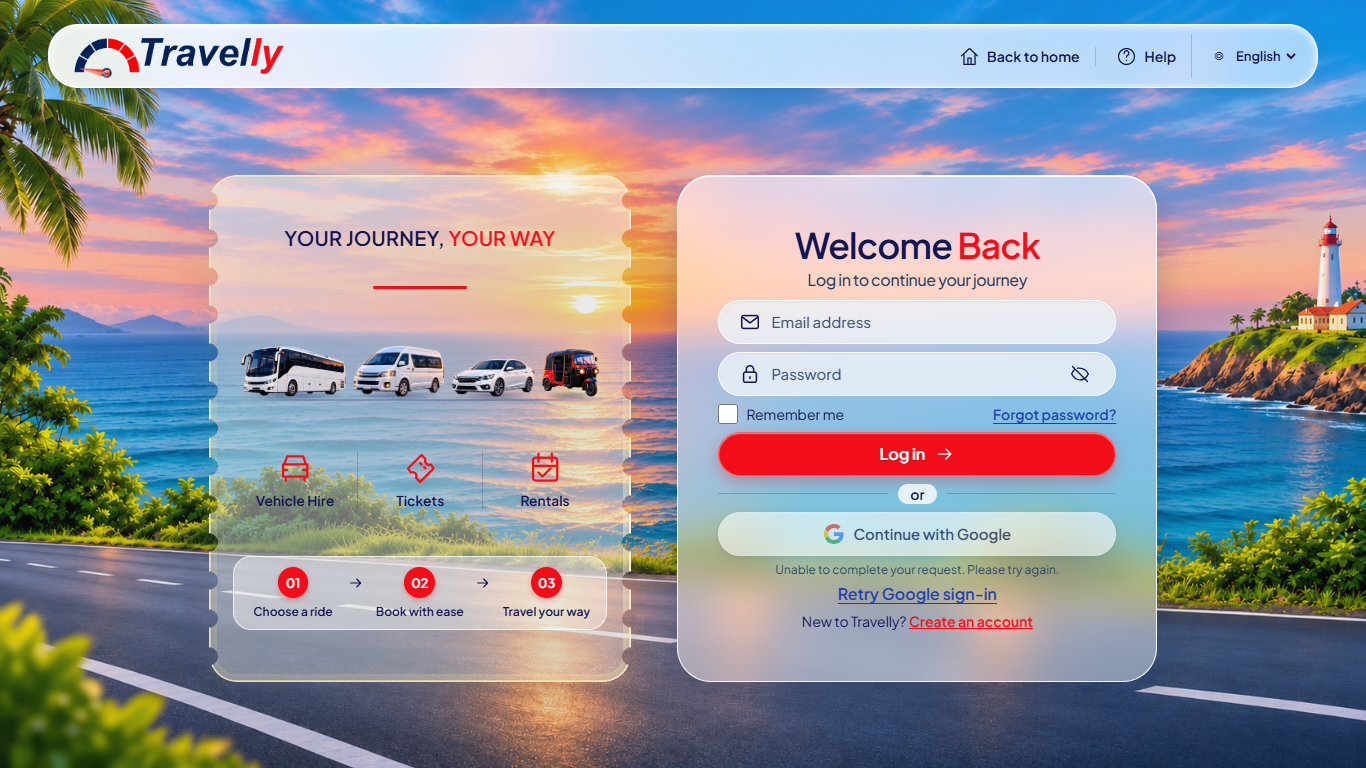 Travelly
Back to home
Help
English
YOUR JOURNEY, YOUR WAY
Vehicle Hire
Tickets
Rentals
01
02
03
Choose a ride
Book with ease
Travel your way
Welcome Back
Log in to continue your journey
Email address
Password
Remember me
Forgot password?
Log in
or
Continue with Google
Unable to complete your request. Please try again.
Retry Google sign-in
New to Travelly? Create an account